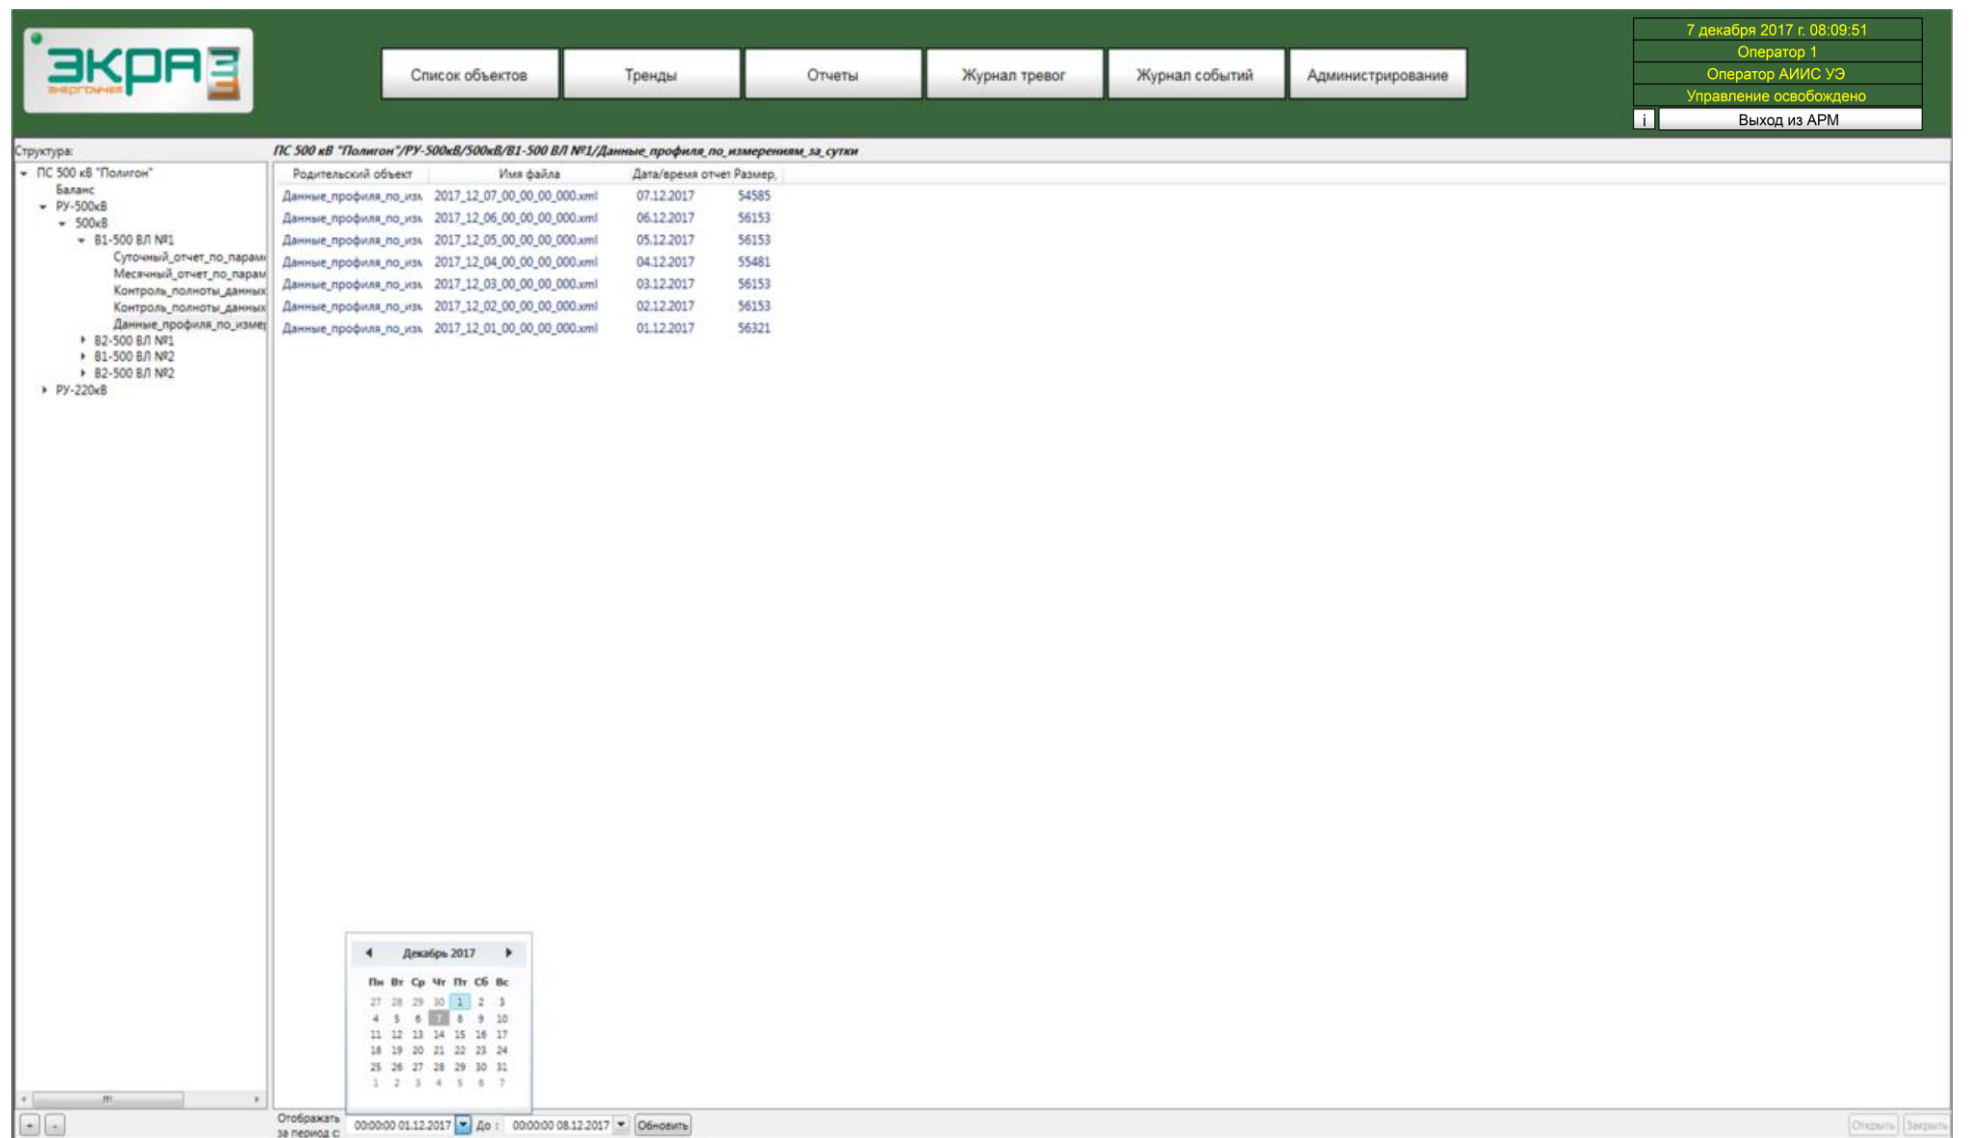 ЭКРА
энергоучет
Список объектов
Тренды
Отчеты
Журнал тревог
Журнал событий
Администрирование
7 декабря 2017 г. 08:09:51
Оператор 1
Оператор АИИС УЭ
Управление освобождено
i
Выход из АРМ
Структура:
ПС 500 кВ "Полигон"
Баланс
РУ-500кВ
500кВ
В1-500 ВЛ №1
Суточный_отчет_по_парам
Месячный_отчет_по_парам
Контроль_полноты_данных
Контроль_полноты_данных
Данные_профиля_по_измер
В2-500 ВЛ №1
В1-500 ВЛ №2
В2-500 ВЛ №2
РУ-220кВ
ПС 500 кВ "Полигон"/РУ-500кВ/500кВ/В1-500 ВЛ №1/Данные_профиля_по_измерениям_за_сутки
Родительский объект Имя файла Дата/время отчет Размер,
Данные_профиля_по_изм 2017_12_07_00_00_00_000.xml 07.12.2017 54585
Данные_профиля_по_изм 2017_12_06_00_00_00_000.xml 06.12.2017 56153
Данные_профиля_по_изм 2017_12_05_00_00_00_000.xml 05.12.2017 56153
Данные_профиля_по_изм 2017_12_04_00_00_00_000.xml 04.12.2017 55481
Данные_профиля_по_изм 2017_12_03_00_00_00_000.xml 03.12.2017 56153
Данные_профиля_по_изм 2017_12_02_00_00_00_000.xml 02.12.2017 56153
Данные_профиля_по_изм 2017_12_01_00_00_00_000.xml 01.12.2017 56321
Декабрь 2017
Пн Вт Ср Чт Пт Сб Вс
27 28 29 30 1 2 3
4 5 6 7 8 9 10
11 12 13 14 15 16 17
18 19 20 21 22 23 24
25 26 27 28 29 30 31
1 2 3 4 5 6 7
+ -
Отображать
за период с:
00:00:00 01.12.2017 До : 00:00:00 08.12.2017 Обновить
Открыть Закрыть